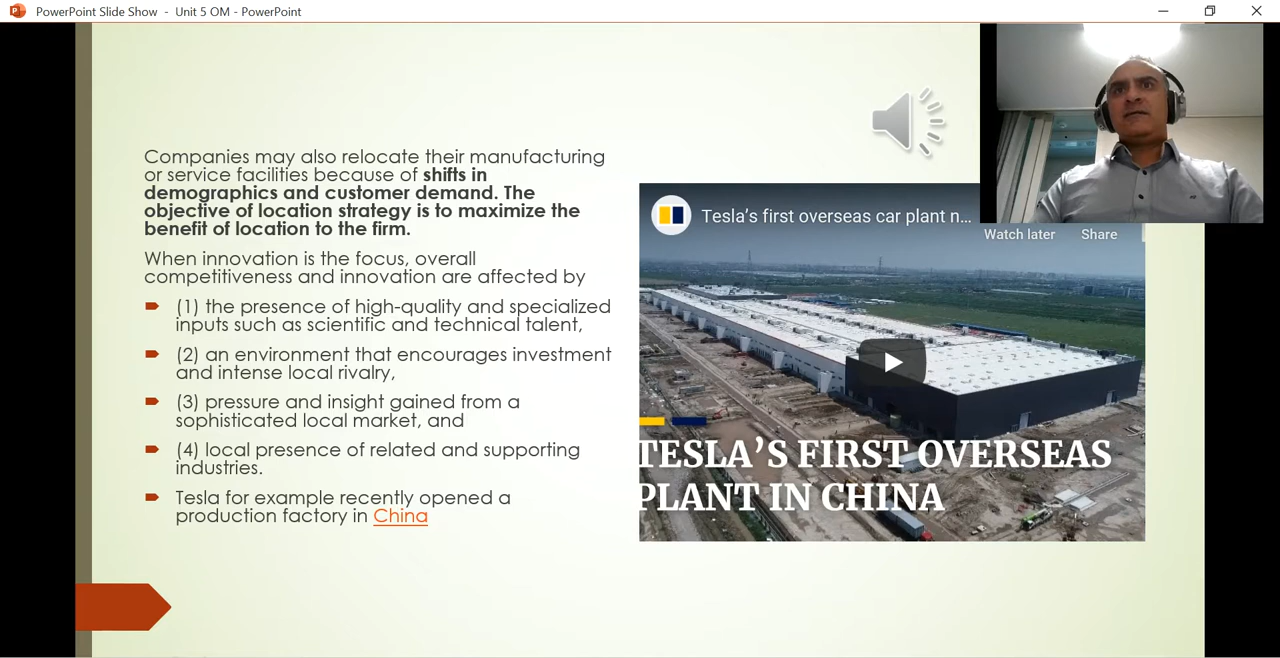 PowerPoint Slide Show - Unit 5 OM - PowerPoint
Companies may also relocate their manufacturing
or service facilities because of shifts in
demographics and customer demand. The
objective of location strategy is to maximize the
benefit of location to the firm.
When innovation is the focus, overall
competitiveness and innovation are affected by
(1) the presence of high-quality and specialized
inputs such as scientific and technical talent,
(2) an environment that encourages investment
and intense local rivalry,
(3) pressure and insight gained from a
sophisticated local market, and
(4) local presence of related and supporting
industries.
Tesla for example recently opened a
production factory in China
Tesla's first overseas car plant n...
Watch later Share
TESLA'S FIRST OVERSEAS
PLANT IN CHINA